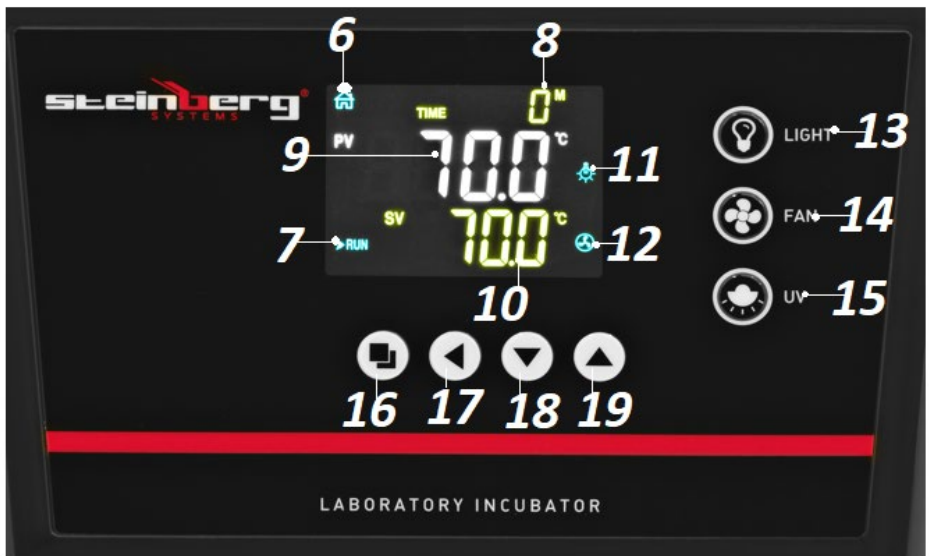 6
8
steinberg®
SYSTEMS
TIME 0 M
13
LIGHT
9
PV 70.0 °C
11
14
FAN
7
RUN
SV 70.0 °C
12
10
15
UV
16
17
18
19
LABORATORY INCUBATOR